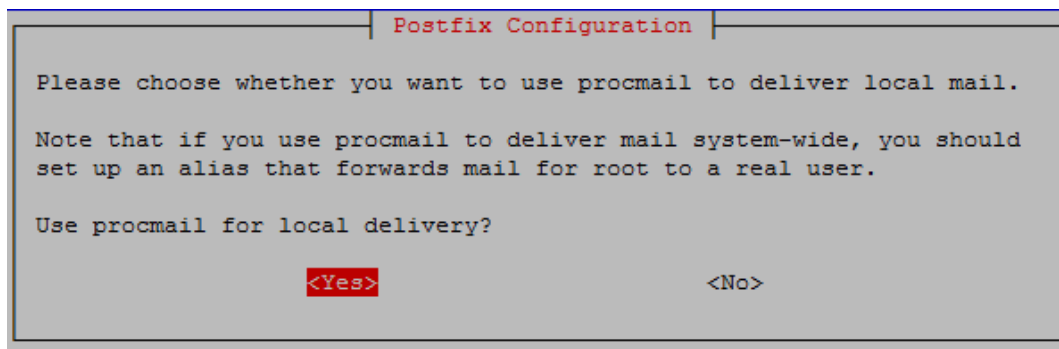 Postfix Configuration
Please choose whether you want to use procmail to deliver local mail.
Note that if you use procmail to deliver mail system-wide, you should
set up an alias that forwards mail for root to a real user.
Use procmail for local delivery?
<Yes> <No>